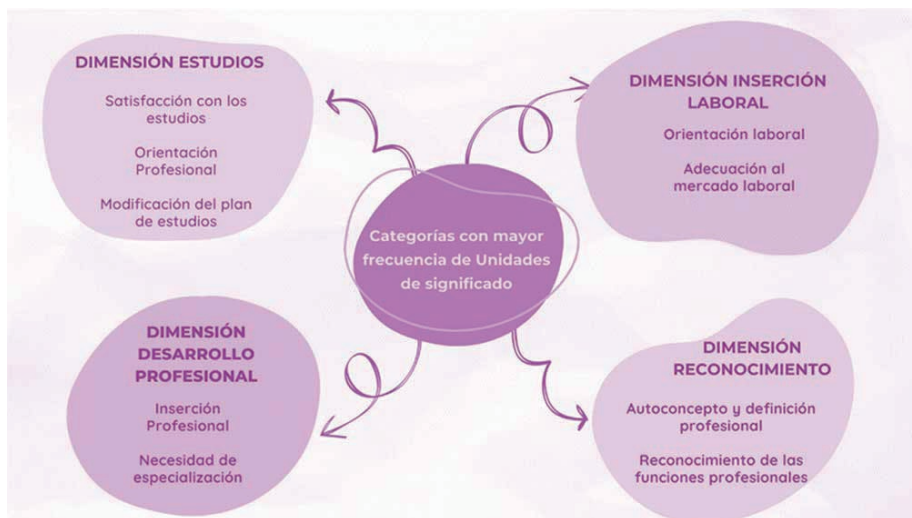 DIMENSIÓN ESTUDIOS
Satisfacción con los
estudios
Orientación
Profesional
Modificación del plan
de estudios
DIMENSIÓN INSERCIÓN
LABORAL
Orientación laboral
Adecuación al
mercado laboral
Categorías con mayor
frecuencia de Unidades
de significado
DIMENSIÓN
DESARROLLO
PROFESIONAL
Inserción
Profesional
Necesidad de
especialización
DIMENSIÓN
RECONOCIMIENTO
Autoconcepto y definición
profesional
Reconocimiento de las
funciones profesionales